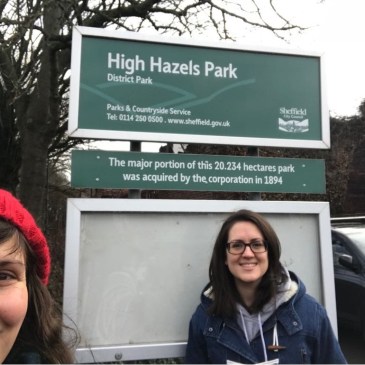 High Hazels Park
District Park
Parks & Countryside Service
Tel: 0114 250 0500 . www.sheffield.gov.uk
Sheffield
The major portion of this 20.234 hectares park
was acquired by the corporation in 1894